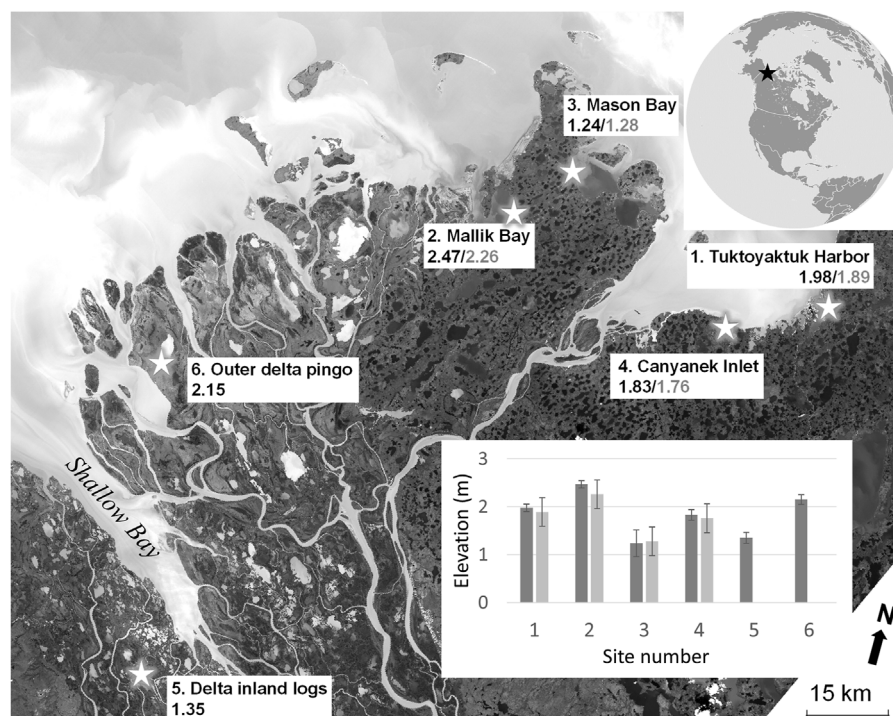 3. Mason Bay
1.24/1.28
2. Mallik Bay
2.47/2.26
1. Tuktoyaktuk Harbor
1.98/1.89
6. Outer delta pingo
2.15
4. Canyanek Inlet
1.83/1.76
Shallow Bay
5. Delta inland logs
1.35
Elevation (m)
3
2
1
0
1 2 3 4 5 6
Site number
N
15 km